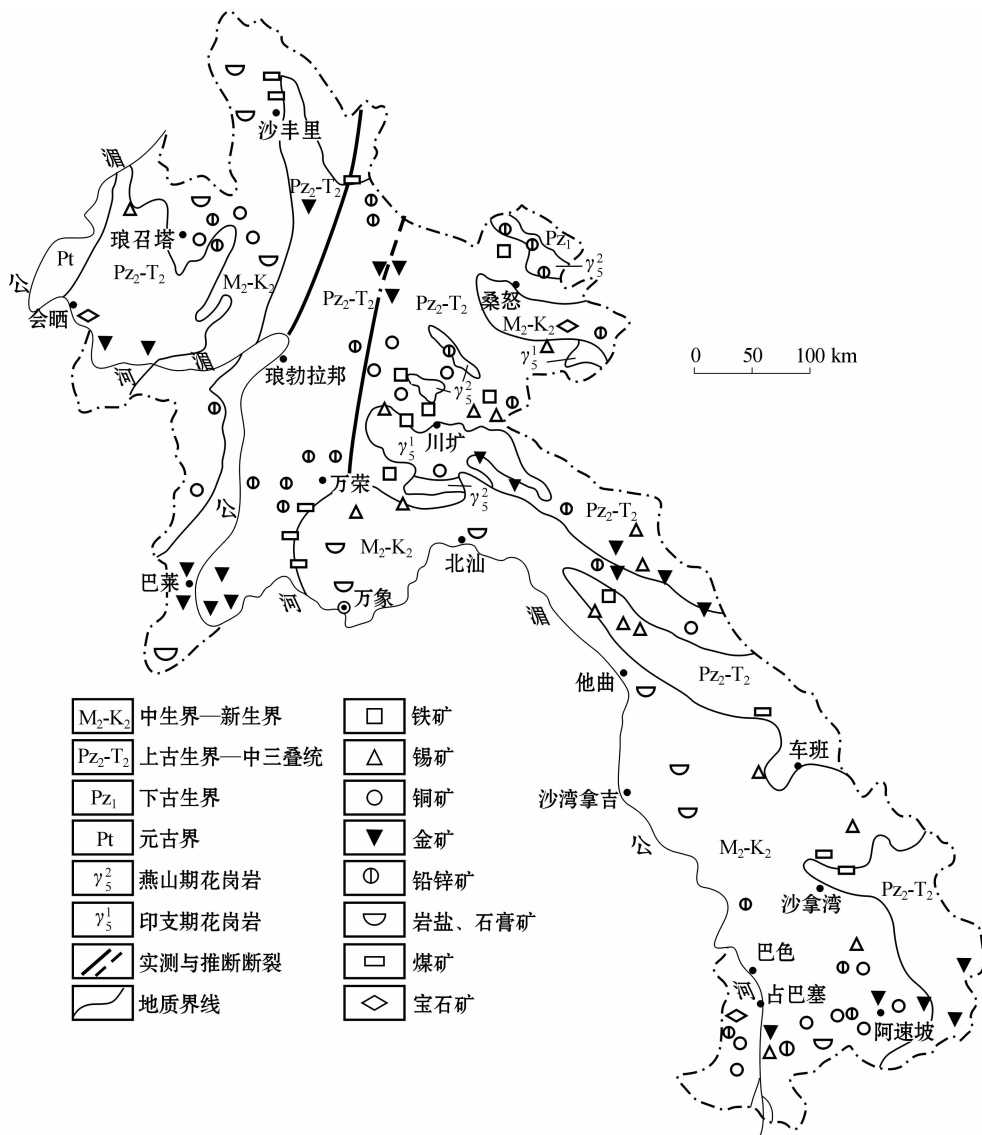 沙丰里
湄
Pz₂-T₂
琅召塔
Pt
Pz₂-T₂
M₂-K₂
公
会晒
河
湄
琅勃拉邦
Pz₂-T₂
Pz₂-T₂
Pz₁
γ₅²
桑怒
M₂-K₂
γ₅¹
0 50 100 km
γ₅²
川圹
γ₅¹
γ₅²
万荣
公
M₂-K₂
北汕
Pz₂-T₂
巴莱
河
万象
湄
他曲
Pz₂-T₂
车班
沙湾拿吉
公
M₂-K₂
沙拿湾
Pz₂-T₂
巴色
河
占巴塞
阿速坡
M₂-K₂ 中生界—新生界
Pz₂-T₂ 上古生界—中三叠统
Pz₁ 下古生界
Pt 元古界
γ₅² 燕山期花岗岩
γ₅¹ 印支期花岗岩
实测与推断断裂
地质界线
铁矿
锡矿
铜矿
金矿
铅锌矿
岩盐、石膏矿
煤矿
宝石矿